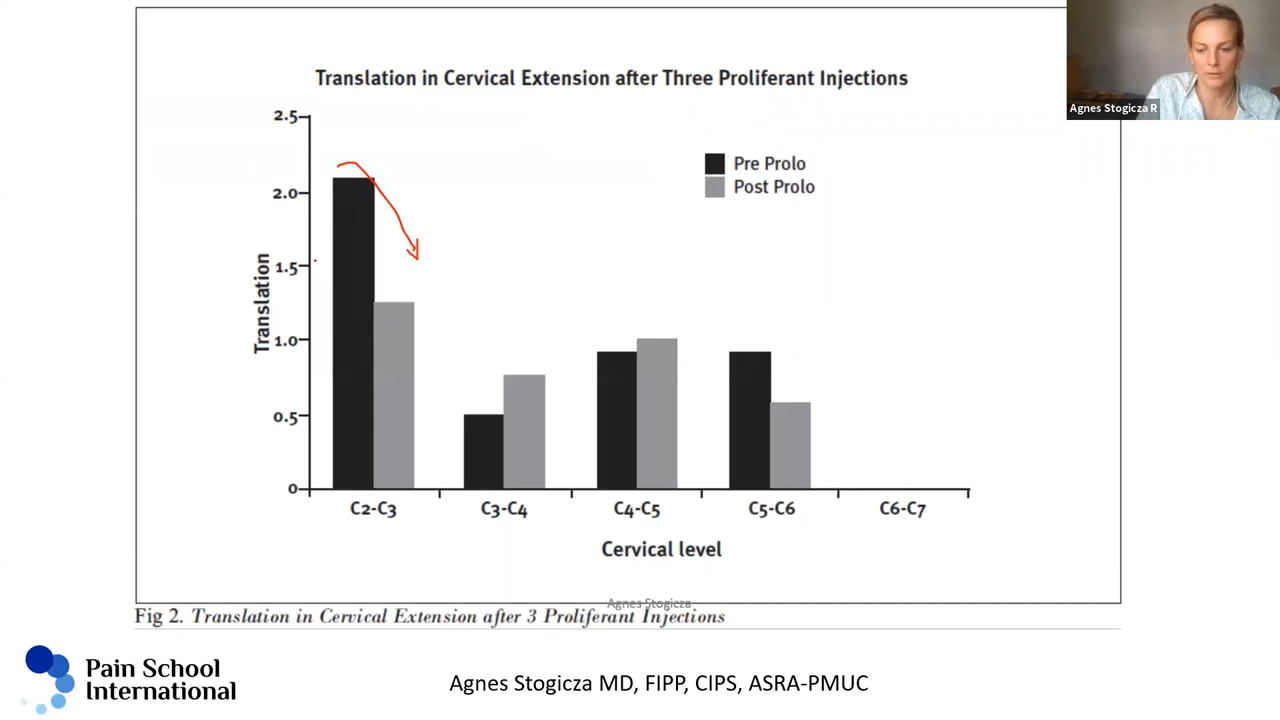 Agnes Stogicza R
Translation in Cervical Extension after Three Proliferant Injections
Pre Prolo
Post Prolo
Translation
2.5
2.0
1.5
1.0
0.5
0
C2-C3
C3-C4
C4-C5
C5-C6
C6-C7
Cervical level
Agnes Stogicza
Fig 2. Translation in Cervical Extension after 3 Proliferant Injections
Pain School
International
Agnes Stogicza MD, FIPP, CIPS, ASRA-PMUC